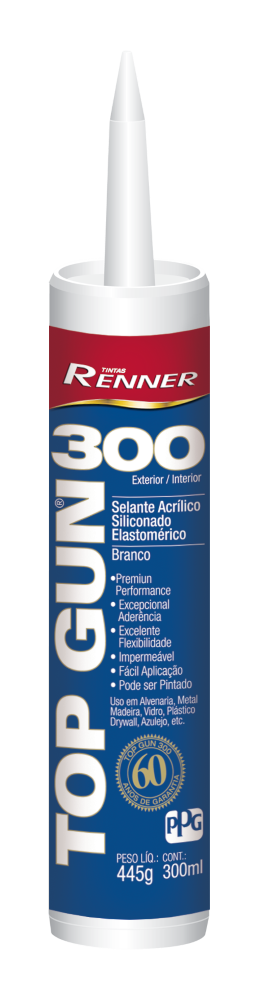 TINTAS
RENNER
TOP GUN®
300
Exterior / Interior
Selante Acrílico
Siliconado
Elastomérico
Branco
•Premiun
Performance
• Excepcional
Aderência
• Excelente
Flexibilidade
• Impermeável
• Fácil Aplicação
• Pode ser Pintado
Uso em Alvenaria, Metal
Madeira, Vidro, Plástico
Drywall, Azulejo, etc.
TOP GUN 300
60
ANOS DE GARANTIA
PPG
PESO LÍQ.: CONT.:
445g 300ml